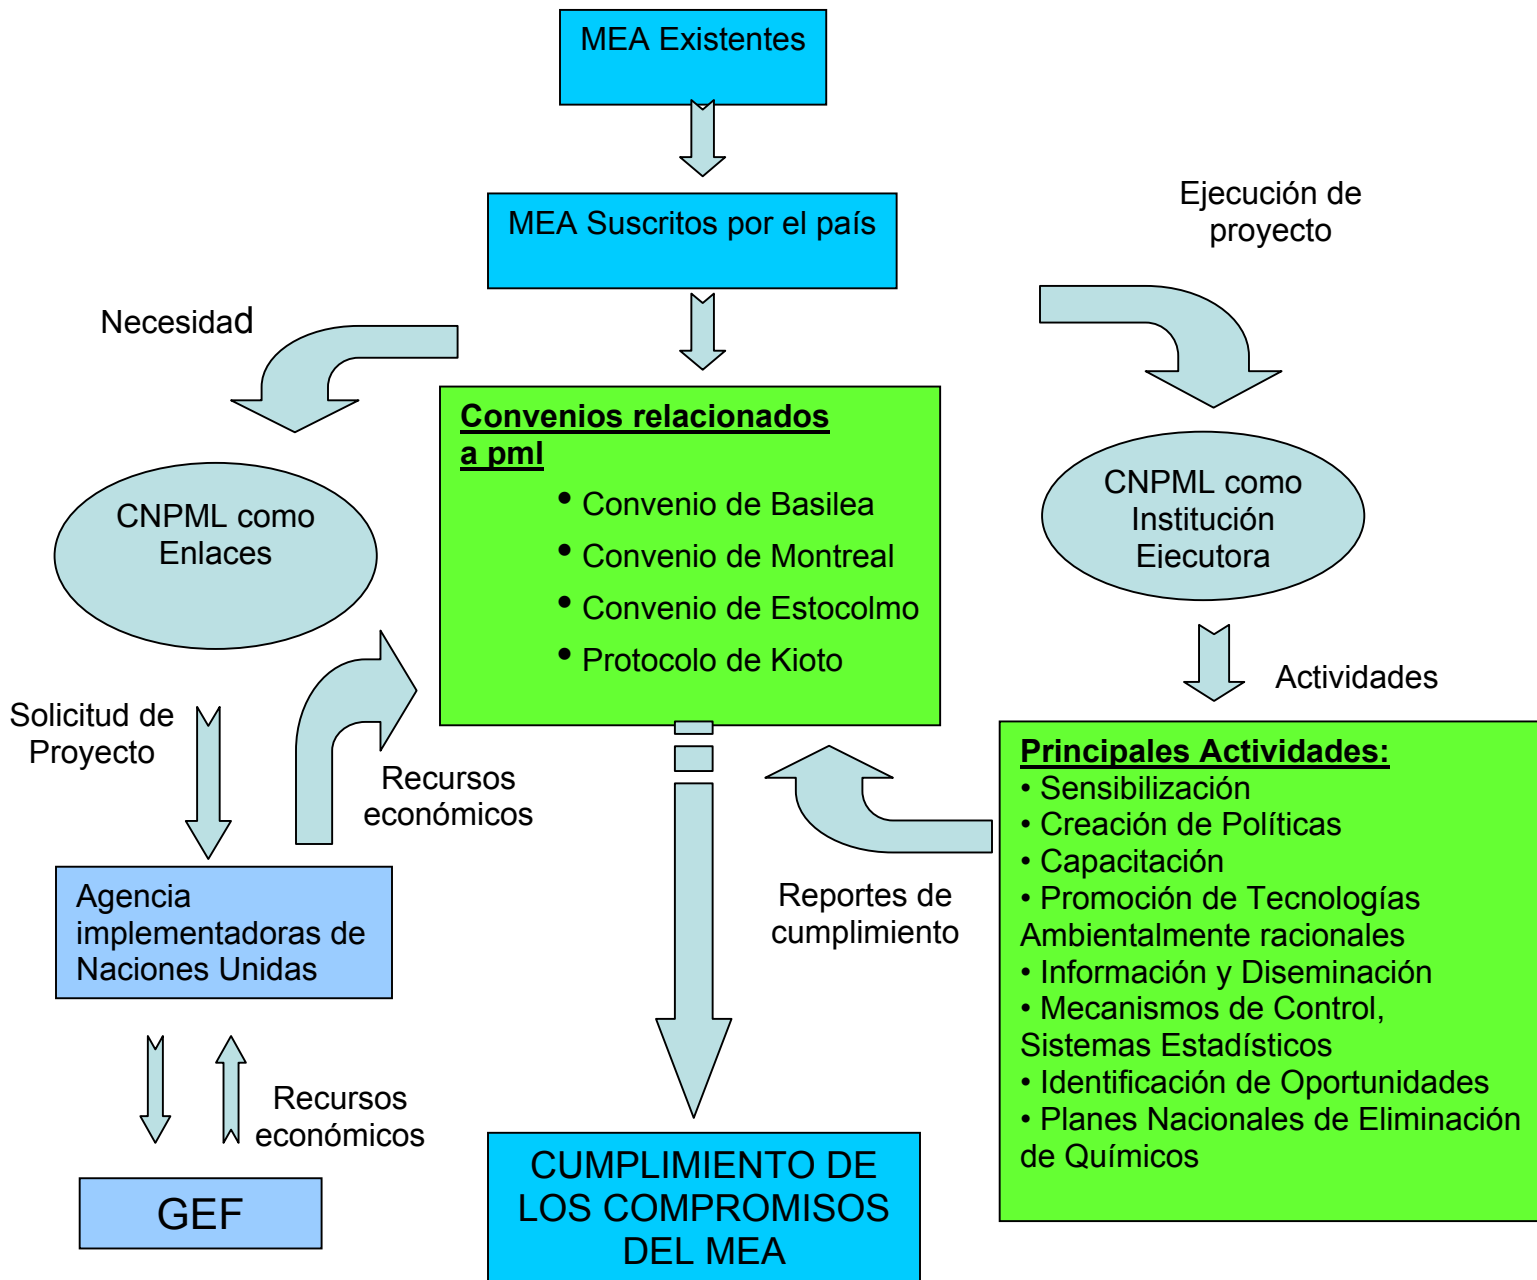 MEA Existentes
MEA Suscritos por el país
Ejecución de
proyecto
Necesidad
Convenios relacionados
a pml
• Convenio de Basilea
• Convenio de Montreal
• Convenio de Estocolmo
• Protocolo de Kioto
CNPML como
Enlaces
CNPML como
Institución
Ejecutora
Actividades
Solicitud de
Proyecto
Recursos
económicos
Principales Actividades:
• Sensibilización
• Creación de Políticas
• Capacitación
• Promoción de Tecnologías
Ambientalmente racionales
• Información y Diseminación
• Mecanismos de Control,
Sistemas Estadísticos
• Identificación de Oportunidades
• Planes Nacionales de Eliminación
de Químicos
Reportes de
cumplimiento
Agencia
implementadoras de
Naciones Unidas
Recursos
económicos
GEF
CUMPLIMIENTO DE
LOS COMPROMISOS
DEL MEA